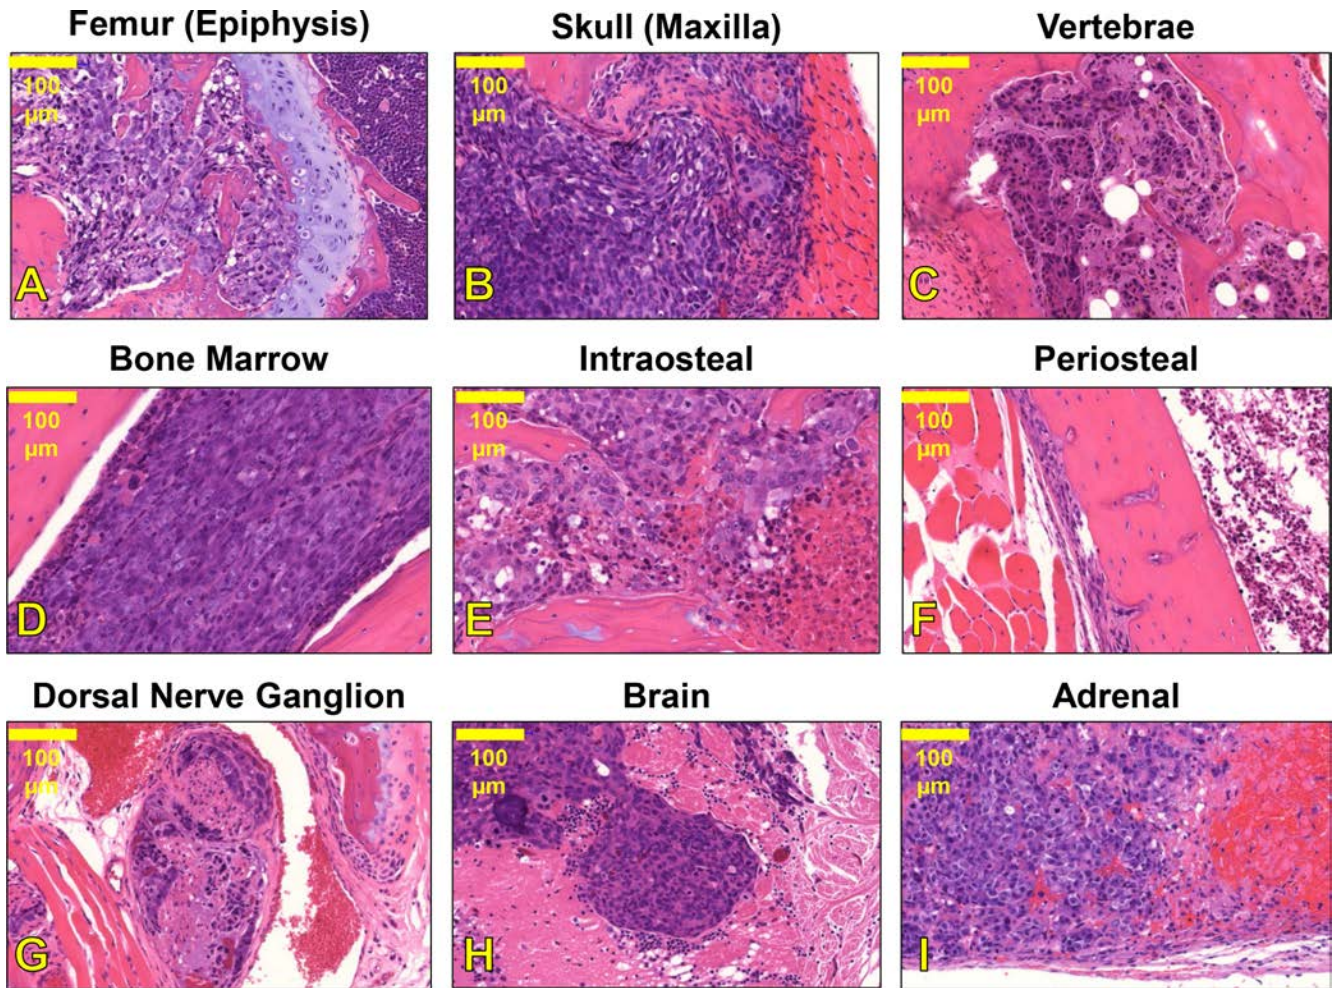 Femur (Epiphysis)
Skull (Maxilla)
Vertebrae
100
µm
A
100
µm
B
100
µm
C
Bone Marrow
Intraosteal
Periosteal
100
µm
D
100
µm
E
100
µm
F
Dorsal Nerve Ganglion
Brain
Adrenal
100
µm
G
100
µm
H
100
µm
I